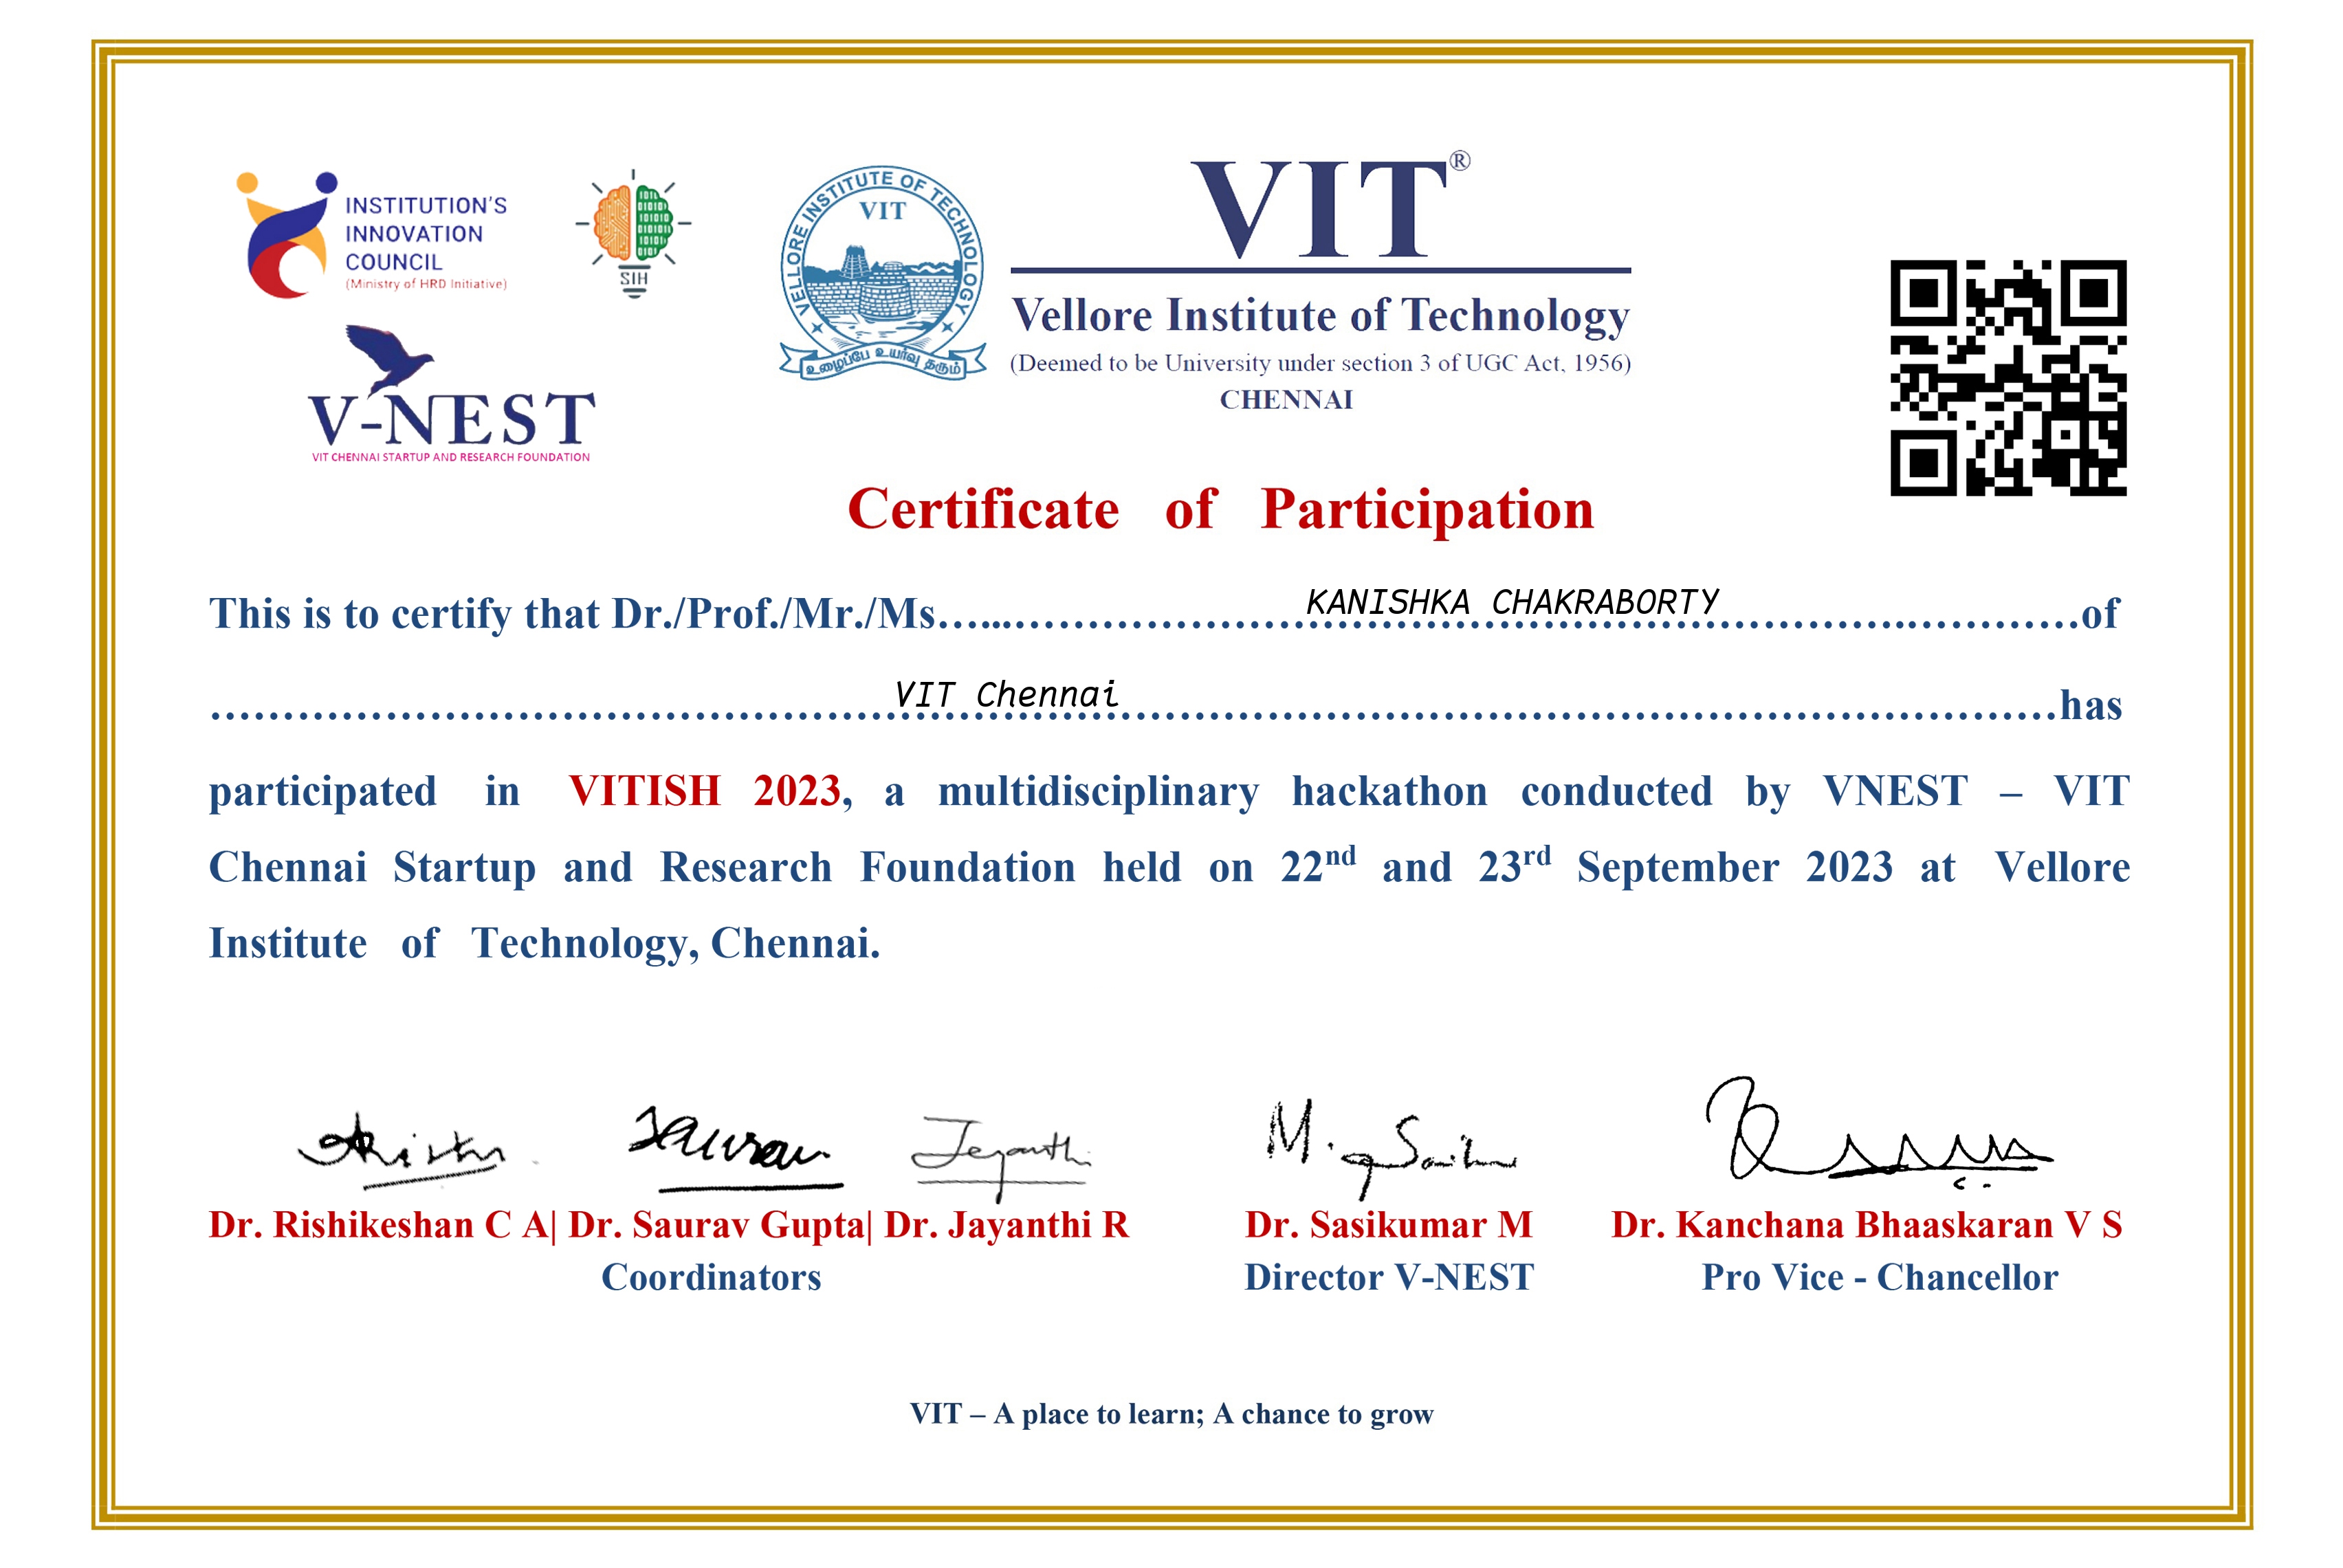 INSTITUTION'S
INNOVATION
COUNCIL
(Ministry of HRD Initiative)
SIH
V-NEST
VIT CHENNAI STARTUP AND RESEARCH FOUNDATION
VELLORE INSTITUTE OF TECHNOLOGY
VIT
உழைப்பே உயர்வு தரும்
VIT®
Vellore Institute of Technology
(Deemed to be University under section 3 of UGC Act, 1956)
CHENNAI
Certificate of Participation
This is to certify that Dr./Prof./Mr./Ms.... KANISHKA CHAKRABORTY ....of
.... VIT Chennai ....has
participated in VITISH 2023, a multidisciplinary hackathon conducted by VNEST – VIT
Chennai Startup and Research Foundation held on 22nd and 23rd September 2023 at Vellore
Institute of Technology, Chennai.
Jeyanthi
M. Sasiku
Dr. Rishikeshan C A| Dr. Saurav Gupta| Dr. Jayanthi R
Coordinators
Dr. Sasikumar M
Director V-NEST
Dr. Kanchana Bhaaskaran V S
Pro Vice - Chancellor
VIT – A place to learn; A chance to grow